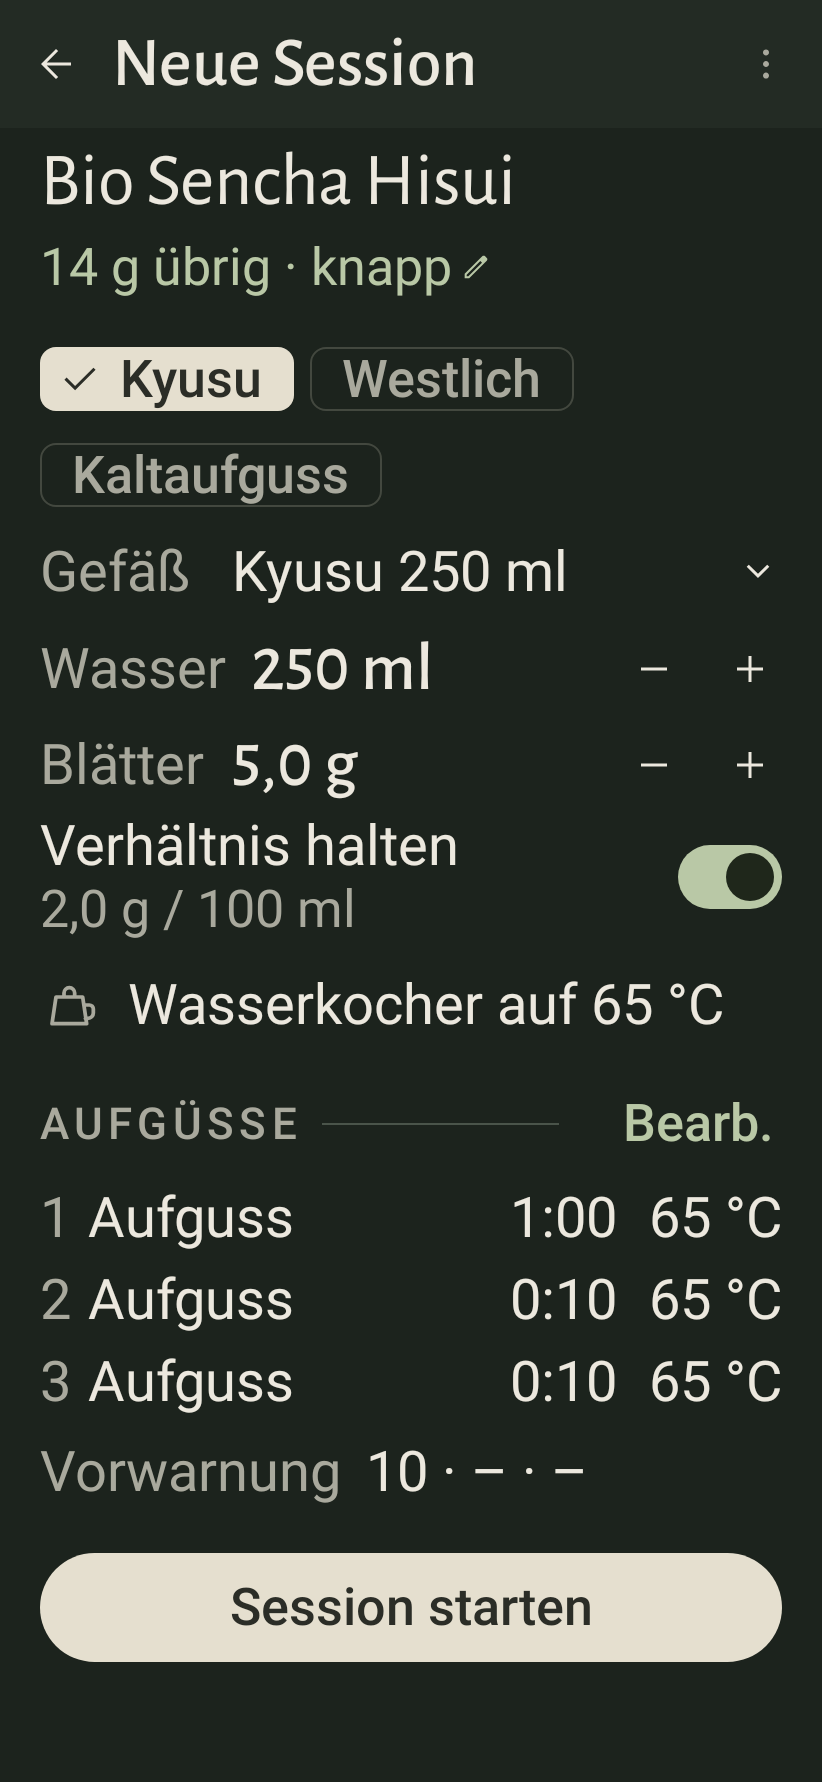 Neue Session
Bio Sencha Hisui
14 g übrig · knapp
Kyusu
Westlich
Kaltaufguss
Gefäß Kyusu 250 ml
Wasser 250 ml − +
Blätter 5,0 g − +
Verhältnis halten
2,0 g / 100 ml
Wasserkocher auf 65 °C
AUFGÜSSE Bearb.
1 Aufguss 1:00 65 °C
2 Aufguss 0:10 65 °C
3 Aufguss 0:10 65 °C
Vorwarnung 10 · – · –
Session starten